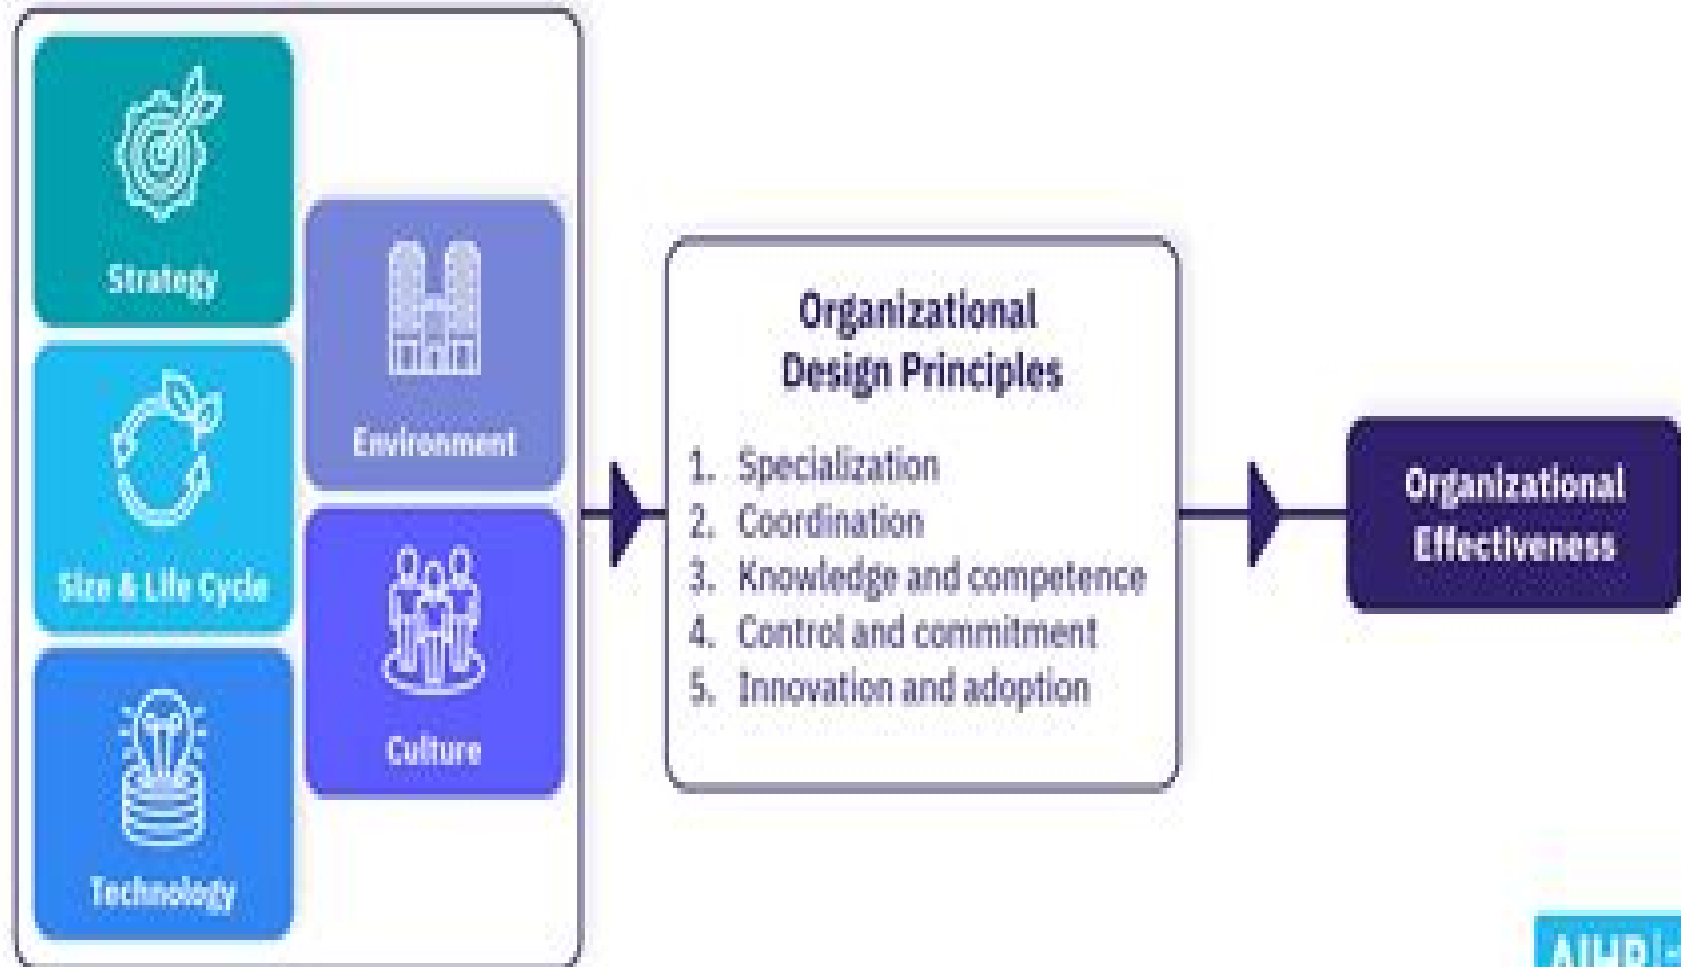 Strategy
Environment
Size & Life Cycle
Culture
Technology
Organizational
Design Principles
1. Specialization
2. Coordination
3. Knowledge and competence
4. Control and commitment
5. Innovation and adoption
Organizational
Effectiveness
AIHR